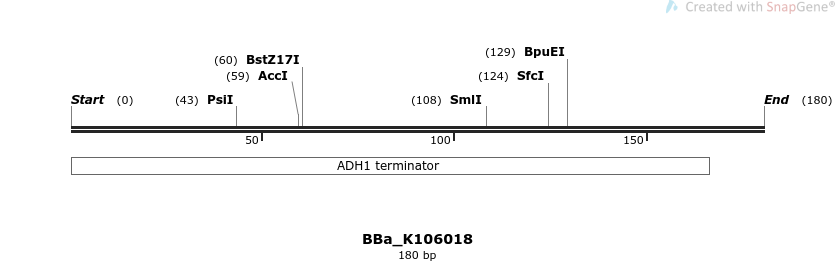 Created with SnapGene®
(129) BpuEI
(60) BstZ17I
(59) AccI
(124) SfcI
Start (0)
(43) PsiI
(108) SmlI
End (180)
50
100
150
ADH1 terminator
BBa_K106018
180 bp